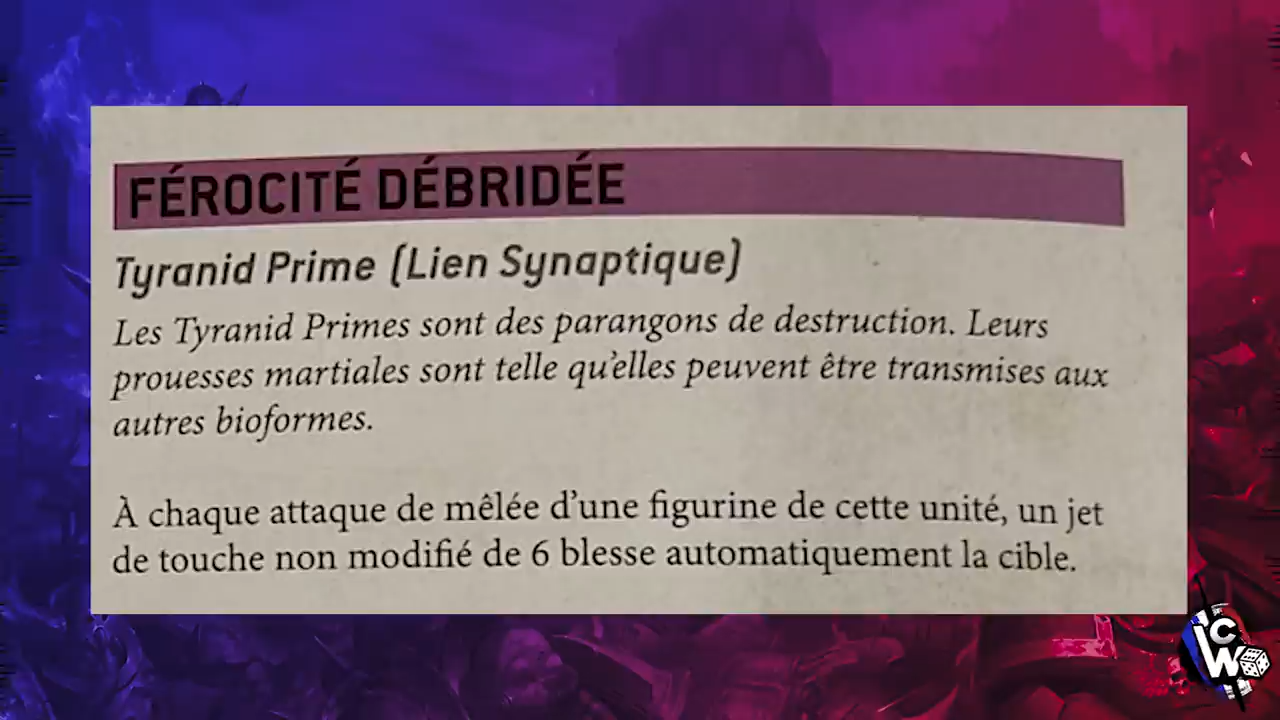 FÉROCITÉ DÉBRIDÉE
Tyranid Prime (Lien Synaptique)
Les Tyranid Primes sont des parangons de destruction. Leurs
prouesses martiales sont telle qu'elles peuvent être transmises aux
autres bioformes.
À chaque attaque de mêlée d'une figurine de cette unité, un jet
de touche non modifié de 6 blesse automatiquement la cible.
CW